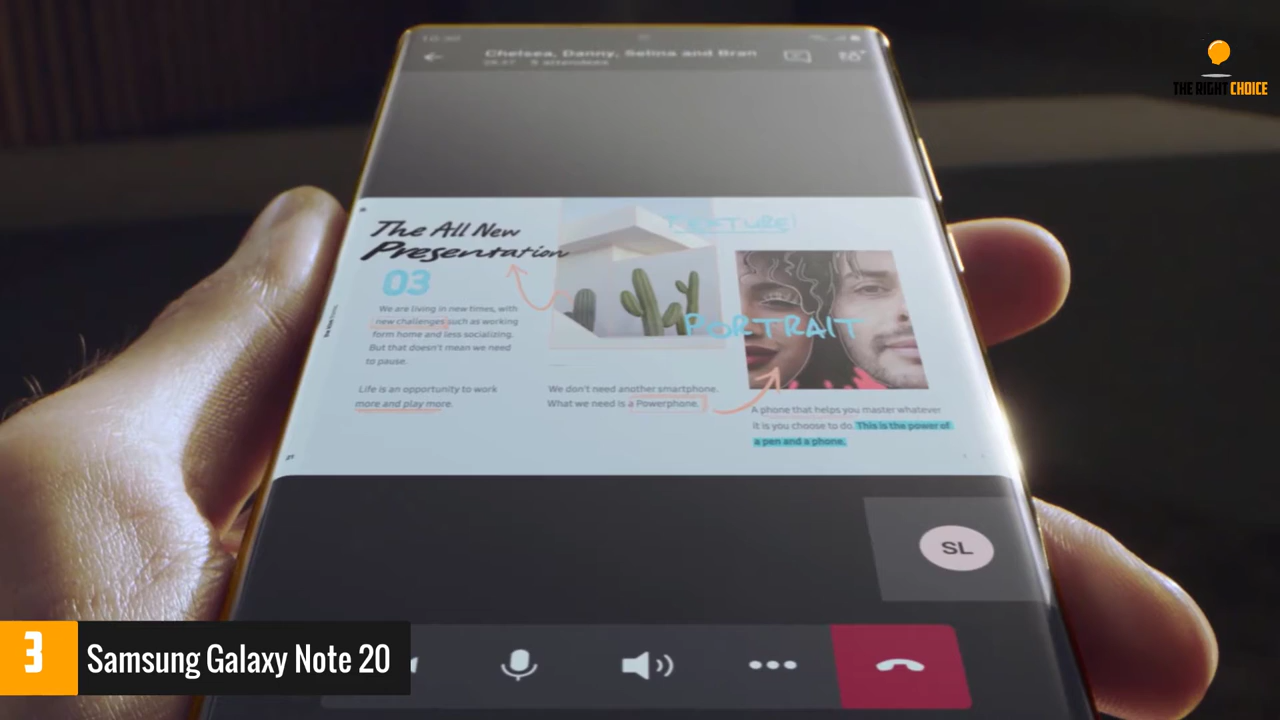 10:30
Chelsea, Danny, Selina and Bran
THE RIGHT CHOICE
The All New
Presentation
03
We are living in new times, with
new challenges such as working
form home and less socializing.
But that doesn't mean we need
to pause.
Life is an opportunity to work
more and play more.
We don't need another smartphone.
What we need is a Powerphone.
PORTRAIT
A phone that helps you master whatever
it is you choose to do. This is the power of
a pen and a phone.
SL
3
Samsung Galaxy Note 20